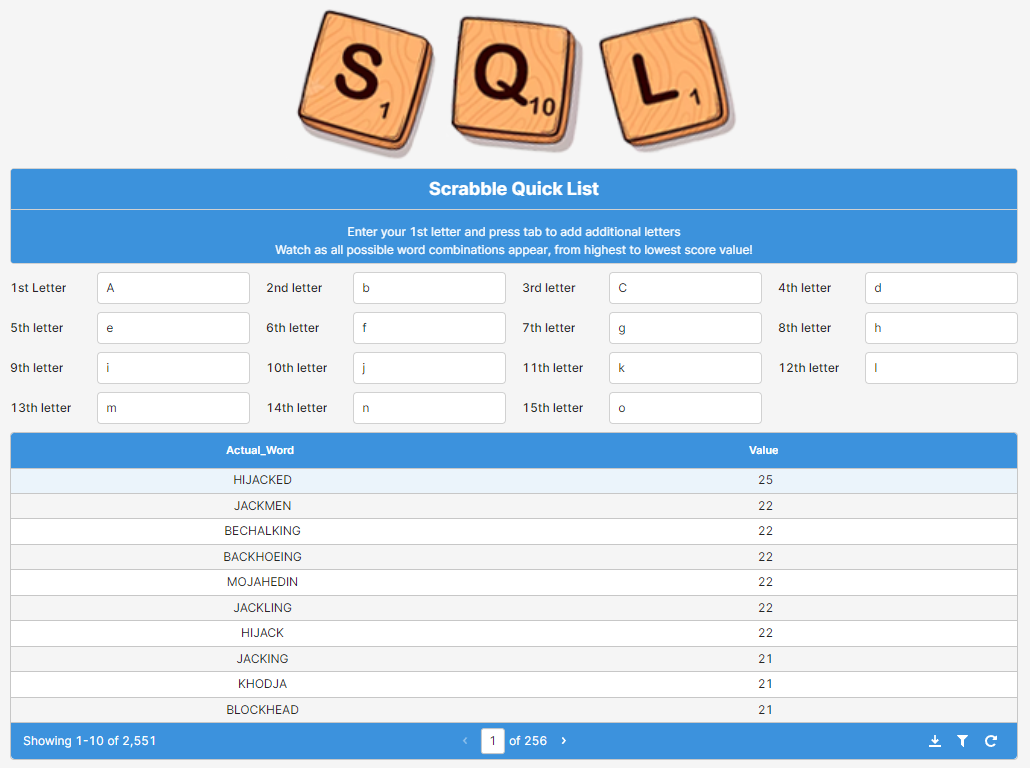 S 1 Q 10 L 1
Scrabble Quick List
Enter your 1st letter and press tab to add additional letters
Watch as all possible word combinations appear, from highest to lowest score value!
1st Letter A 2nd letter b 3rd letter C 4th letter d
5th letter e 6th letter f 7th letter g 8th letter h
9th letter i 10th letter j 11th letter k 12th letter l
13th letter m 14th letter n 15th letter o
Actual_Word Value
HIJACKED 25
JACKMEN 22
BECHALKING 22
BACKHOEING 22
MOJAHEDIN 22
JACKLING 22
HIJACK 22
JACKING 21
KHODJA 21
BLOCKHEAD 21
Showing 1-10 of 2,551 ‹ 1 of 256 ›